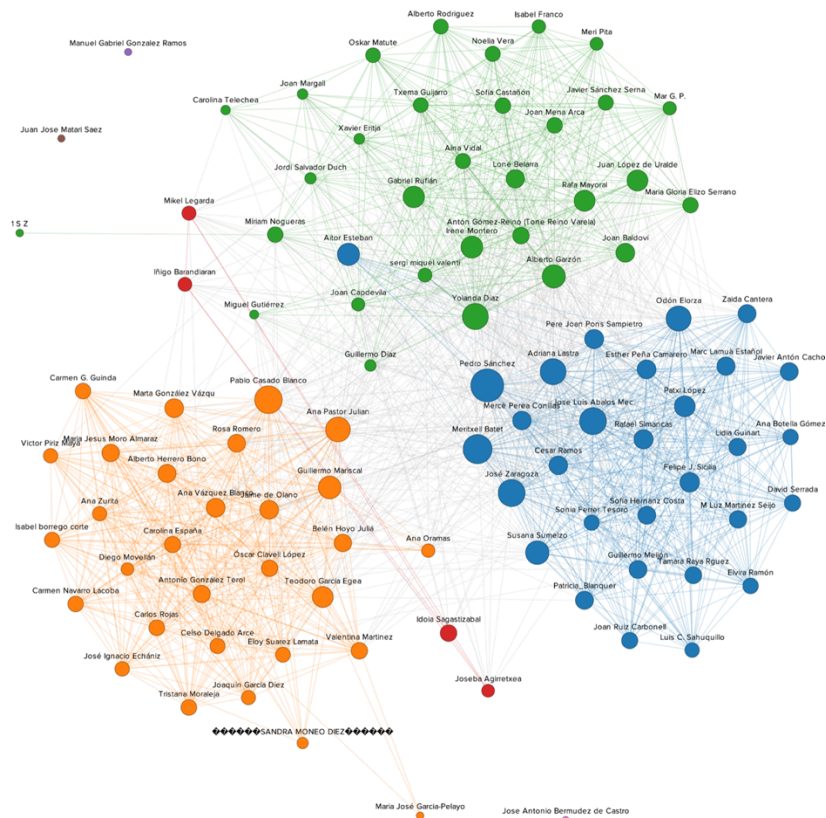 Alberto Rodriguez
Isabel Franco
Meri Pita
Manuel Gabriel Gonzalez Ramos
Oskar Matute
Noelia Vera
Joan Margall
Txema Guijarro
Sofia Castañón
Javier Sánchez Serna
Mar G. P.
Carolina Telechea
Joan Mena Arca
Juan Jose Matari Saez
Xavier Eritja
Aina Vidal
Jordi Salvador Duch
Gabriel Rufián
Lone Belarra
Juan López de Uralde
Rafa Mayoral
Maria Gloria Elizo Serrano
Mikel Legarda
1 S Z
Miriam Nogueras
Antón Gómez-Reino (Tone Reino Varela)
Aitor Esteban
Irene Montero
Joan Baldoví
sergi miquel valentí
Alberto Garzón
Iñigo Barandiaran
Joan Capdevila
Yolanda Díaz
Miguel Gutiérrez
Odón Elorza
Zaida Cantera
Pere Joan Pons Sampietro
Guillermo Díaz
Pedro Sánchez
Adriana Lastra
Esther Peña Camarero
Marc Lamuà Estañol
Javier Antón Cacho
Carmen G. Guinda
Marta González Vázqu
Pablo Casado Blanco
Patxi López
Ana Pastor Julian
Mercè Perea Conillas
Jose Luis Abalos Mec
Rosa Romero
Meritxell Batet
Rafael Simancas
Lidia Guinart
Ana Botella Gómez
Victor Piriz Maya
Maria Jesus Moro Almaraz
Alberto Herrero Bono
Guillermo Mariscal
Cesar Ramos
José Zaragoza
Felipe J. Sicilia
David Serrada
Ana Zurita
Ana Vázquez Blanco
Jaime de Olano
Sofia Hernanz Costa
M Luz Martinez Seijo
Sonia Ferrer Tesoro
Isabel borrego corte
Carolina España
Belén Hoyo Juliá
Ana Oramas
Susana Sumelzo
Diego Movellán
Óscar Clavell López
Guillermo Meijón
Tamara Raya Rguez
Elvira Ramón
Carmen Navarro Lacoba
Antonio González Terol
Teodoro García Egea
Patricia_Blanquer
Carlos Rojas
Idoia Sagastizabal
Joan Ruiz Carbonell
Luis C. Sahuquillo
Celso Delgado Arce
Eloy Suarez Lamata
Valentina Martinez
José Ignacio Echániz
Joseba Agirretxea
Tristana Moraleja
Joaquín García Díez
������SANDRA MONEO DIEZ������
Maria José García-Pelayo
Jose Antonio Bermudez de Castro